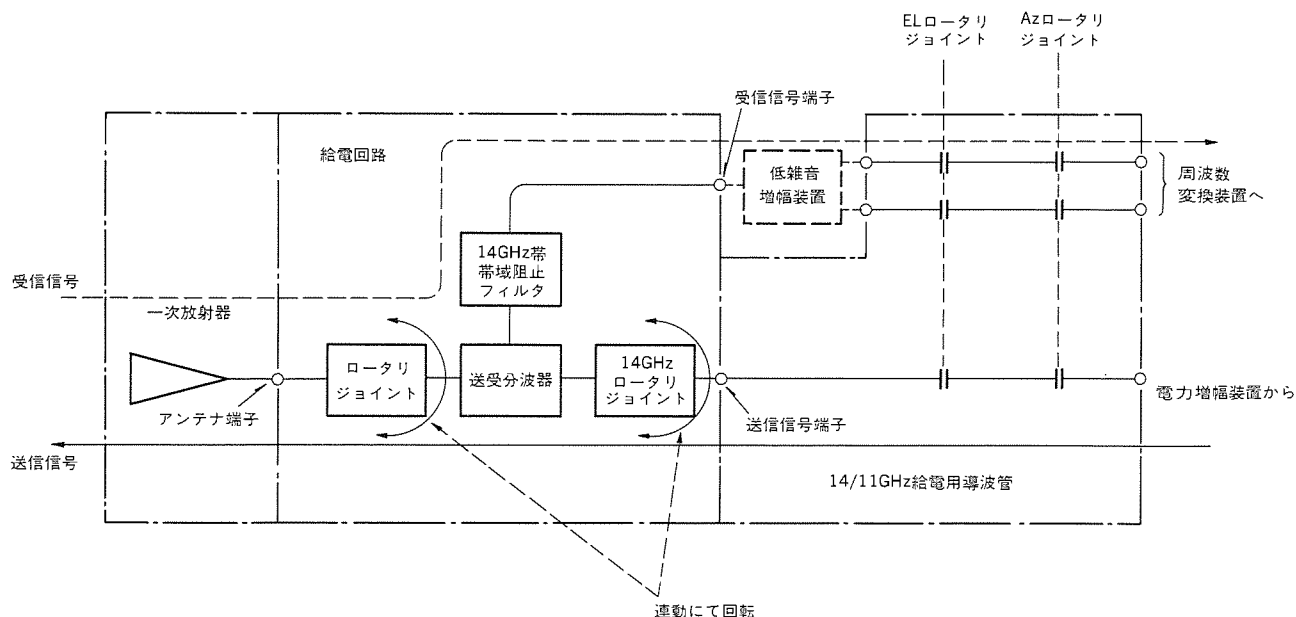 ELロータリ
ジョイント
Azロータリ
ジョイント
受信信号端子
給電回路
低雑音
増幅装置
周波数
変換装置へ
14GHz帯
帯域阻止
フィルタ
受信信号
一次放射器
ロータリ
ジョイント
送受分波器
14GHz
ロータリ
ジョイント
アンテナ端子
送信信号端子
電力増幅装置から
送信信号
14/11GHz給電用導波管
連動にて回転